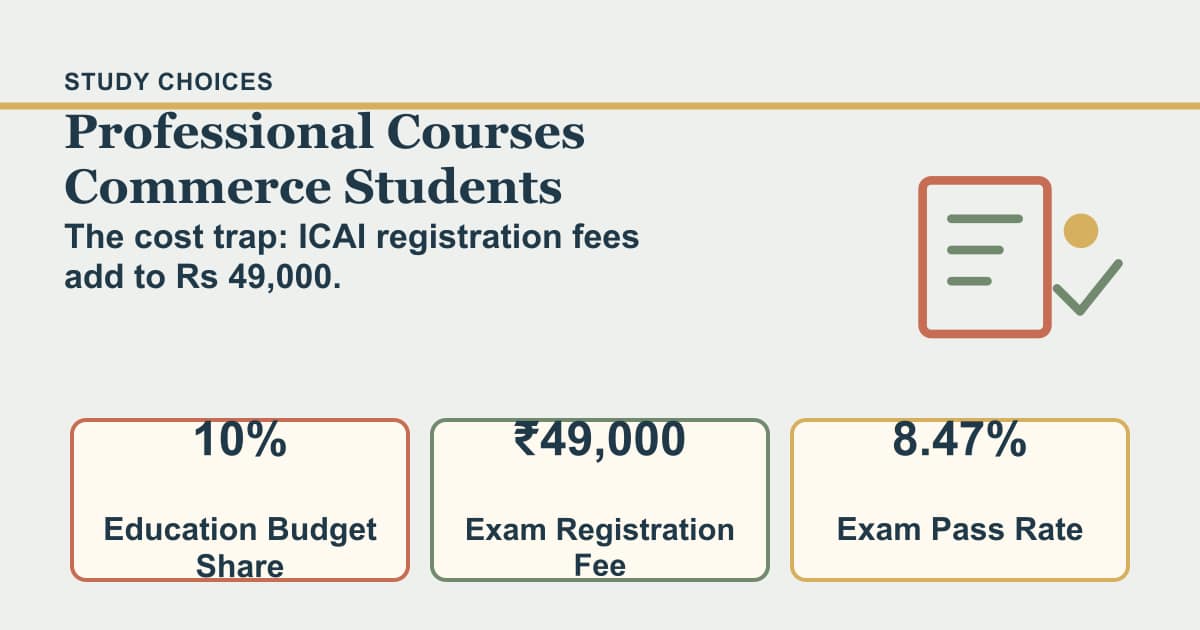 STUDY CHOICES
Professional Courses
Commerce Students
The cost trap: ICAI registration fees
add to Rs 49,000.
10%
Education Budget
Share
₹49,000
Exam Registration
Fee
8.47%
Exam Pass Rate